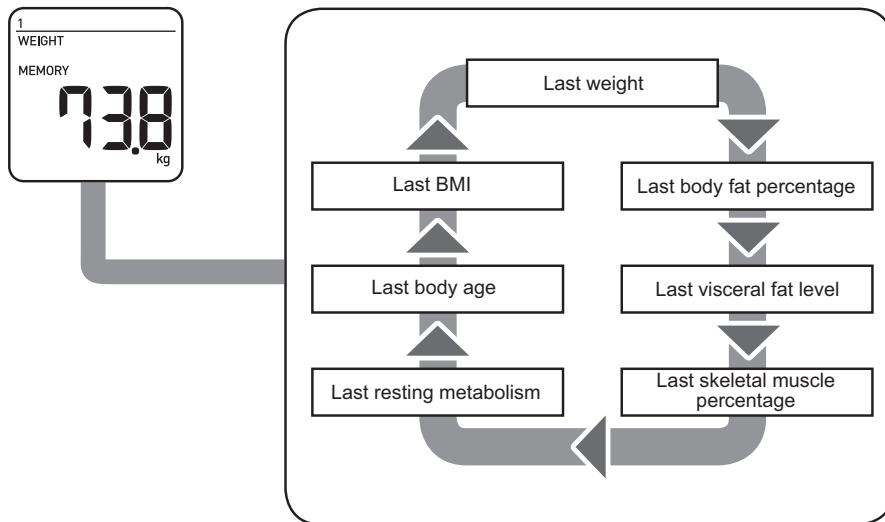 1
WEIGHT
MEMORY
73.8
kg
Last weight
Last body fat percentage
Last visceral fat level
Last skeletal muscle
percentage
Last resting metabolism
Last body age
Last BMI